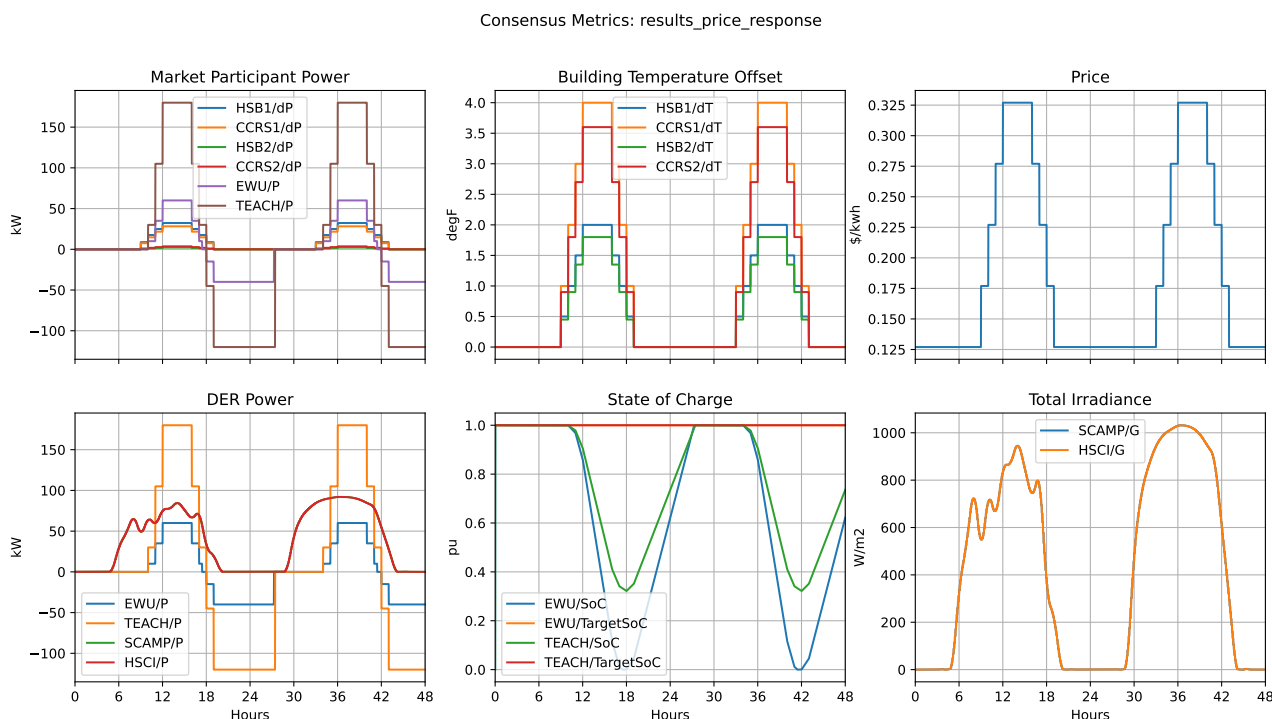 Consensus Metrics: results_price_response
Market Participant Power
Building Temperature Offset
Price
kW
150
100
50
0
−50
−100
HSB1/dP
CCRS1/dP
HSB2/dP
CCRS2/dP
EWU/P
TEACH/P
degF
4.0
3.5
3.0
2.5
2.0
1.5
1.0
0.5
0.0
HSB1/dT
CCRS1/dT
HSB2/dT
CCRS2/dT
$/kwh
0.325
0.300
0.275
0.250
0.225
0.200
0.175
0.150
0.125
DER Power
State of Charge
Total Irradiance
kW
150
100
50
0
−50
−100
EWU/P
TEACH/P
SCAMP/P
HSCI/P
0 6 12 18 24 30 36 42 48
Hours
pu
1.0
0.8
0.6
0.4
0.2
0.0
EWU/SoC
EWU/TargetSoC
TEACH/SoC
TEACH/TargetSoC
0 6 12 18 24 30 36 42 48
Hours
W/m2
1000
800
600
400
200
0
SCAMP/G
HSCI/G
0 6 12 18 24 30 36 42 48
Hours